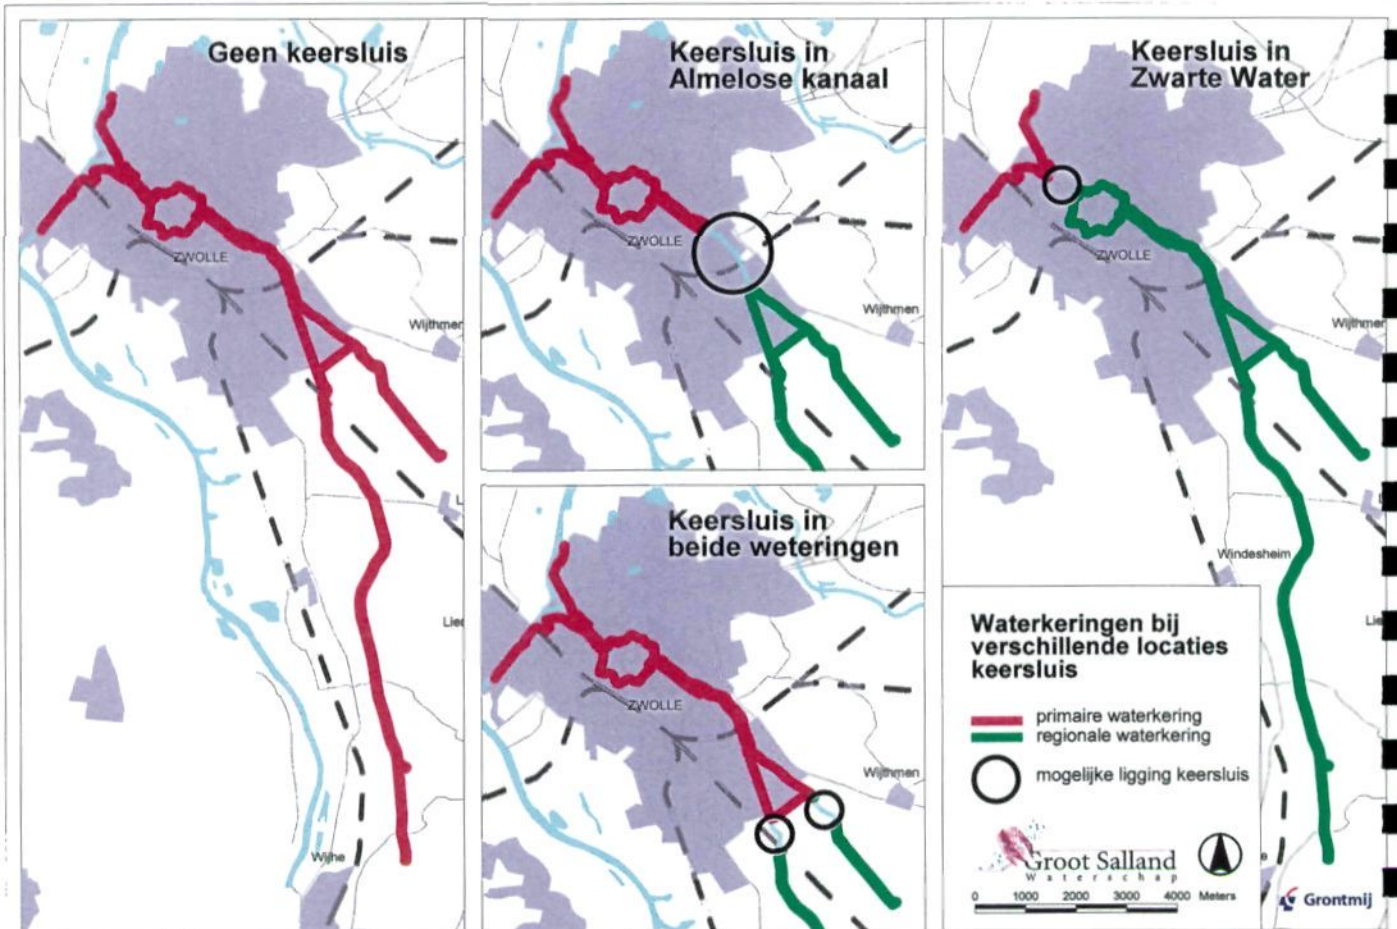 Geen keersluis
ZWOLLE
Wijthmen
Wijhe
Keersluis in
Almelose kanaal
ZWOLLE
Wijthmen
Keersluis in
beide weteringen
ZWOLLE
Wijthmen
Keersluis in
Zwarte Water
ZWOLLE
Windesheim
Waterkeringen bij
verschillende locaties
keersluis
primaire waterkering
regionale waterkering
mogelijke ligging keersluis
Groot Salland
Waterschap
0 1000 2000 3000 4000 Meters
Grontmij